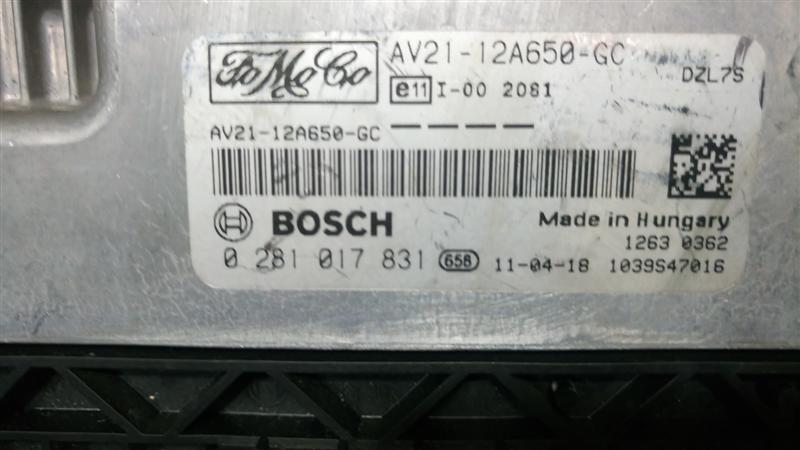 FoMoCo
AV21-12A650-GC
DZL7S
e11 I-00 2081
AV21-12A650-GC — — — —
BOSCH
Made in Hungary
1263 0362
0 281 017 831 658 11-04-18 1039S47016